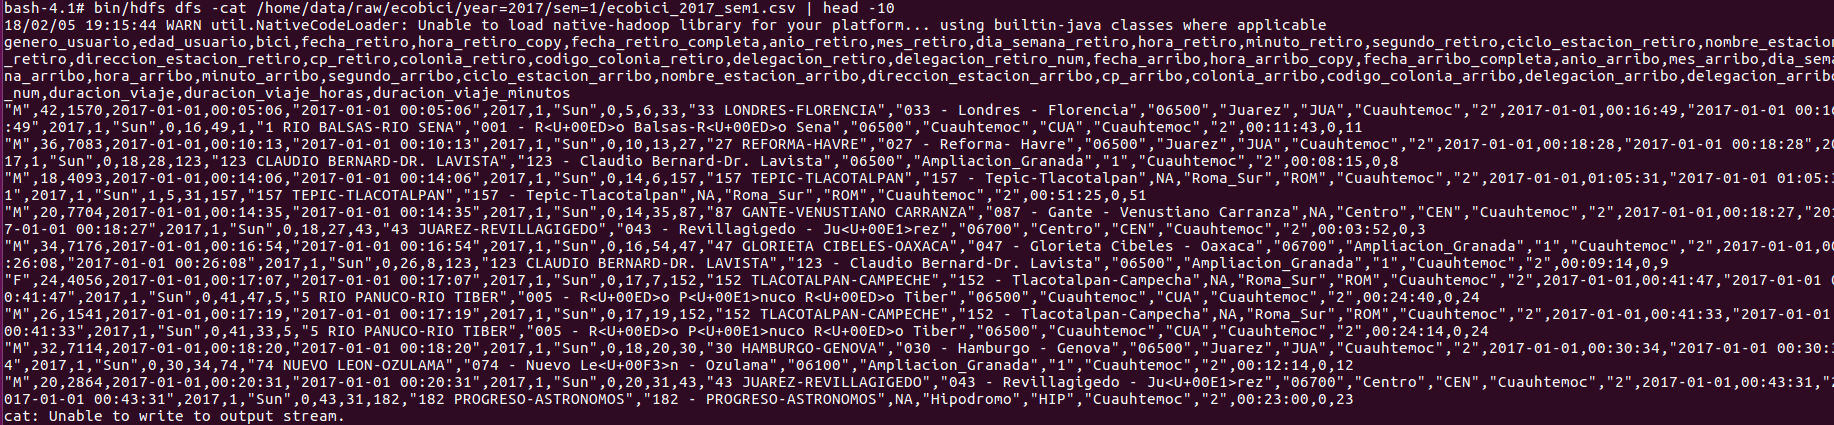 bash-4.1# bin/hdfs dfs -cat /home/data/raw/ecobici/year=2017/sem=1/ecobici_2017_sem1.csv | head -10
18/02/05 19:15:44 WARN util.NativeCodeLoader: Unable to load native-hadoop library for your platform... using builtin-java classes where applicable
genero_usuario,edad_usuario,bici,fecha_retiro,hora_retiro_copy,fecha_retiro_completa,anio_retiro,mes_retiro,dia_semana_retiro,hora_retiro,minuto_retiro,segundo_retiro,ciclo_estacion_retiro,nombre_estacion
_retiro,direccion_estacion_retiro,cp_retiro,colonia_retiro,codigo_colonia_retiro,delegacion_retiro,delegacion_retiro_num,fecha_arribo,hora_arribo_copy,fecha_arribo_completa,anio_arribo,mes_arribo,dia_sema
na_arribo,hora_arribo,minuto_arribo,segundo_arribo,ciclo_estacion_arribo,nombre_estacion_arribo,direccion_estacion_arribo,cp_arribo,colonia_arribo,codigo_colonia_arribo,delegacion_arribo,delegacion_arribo
_num,duracion_viaje,duracion_viaje_horas,duracion_viaje_minutos
"M",42,1570,2017-01-01,00:05:06,"2017-01-01 00:05:06",2017,1,"Sun",0,5,6,33,"33 LONDRES-FLORENCIA","033 - Londres - Florencia","06500","Juarez","JUA","Cuauhtemoc","2",2017-01-01,00:16:49,"2017-01-01 00:16
:49",2017,1,"Sun",0,16,49,1,"1 RIO BALSAS-RIO SENA","001 - R<U+00ED>o Balsas-R<U+00ED>o Sena","06500","Cuauhtemoc","CUA","Cuauhtemoc","2",00:11:43,0,11
"M",36,7083,2017-01-01,00:10:13,"2017-01-01 00:10:13",2017,1,"Sun",0,10,13,27,"27 REFORMA-HAVRE","027 - Reforma- Havre","06500","Juarez","JUA","Cuauhtemoc","2",2017-01-01,00:18:28,"2017-01-01 00:18:28",20
17,1,"Sun",0,18,28,123,"123 CLAUDIO BERNARD-DR. LAVISTA","123 - Claudio Bernard-Dr. Lavista","06500","Ampliacion_Granada","1","Cuauhtemoc","2",00:08:15,0,8
"M",18,4093,2017-01-01,00:14:06,"2017-01-01 00:14:06",2017,1,"Sun",0,14,6,157,"157 TEPIC-TLACOTALPAN","157 - Tepic-Tlacotalpan",NA,"Roma_Sur","ROM","Cuauhtemoc","2",2017-01-01,01:05:31,"2017-01-01 01:05:3
1",2017,1,"Sun",1,5,31,157,"157 TEPIC-TLACOTALPAN","157 - Tepic-Tlacotalpan",NA,"Roma_Sur","ROM","Cuauhtemoc","2",00:51:25,0,51
"M",20,7704,2017-01-01,00:14:35,"2017-01-01 00:14:35",2017,1,"Sun",0,14,35,87,"87 GANTE-VENUSTIANO CARRANZA","087 - Gante - Venustiano Carranza",NA,"Centro","CEN","Cuauhtemoc","2",2017-01-01,00:18:27,"201
7-01-01 00:18:27",2017,1,"Sun",0,18,27,43,"43 JUAREZ-REVILLAGIGEDO","043 - Revillagigedo - Ju<U+00E1>rez","06700","Centro","CEN","Cuauhtemoc","2",00:03:52,0,3
"M",34,7176,2017-01-01,00:16:54,"2017-01-01 00:16:54",2017,1,"Sun",0,16,54,47,"47 GLORIETA CIBELES-OAXACA","047 - Glorieta Cibeles - Oaxaca","06700","Ampliacion_Granada","1","Cuauhtemoc","2",2017-01-01,00
:26:08,"2017-01-01 00:26:08",2017,1,"Sun",0,26,8,123,"123 CLAUDIO BERNARD-DR. LAVISTA","123 - Claudio Bernard-Dr. Lavista","06500","Ampliacion_Granada","1","Cuauhtemoc","2",00:09:14,0,9
"F",24,4056,2017-01-01,00:17:07,"2017-01-01 00:17:07",2017,1,"Sun",0,17,7,152,"152 TLACOTALPAN-CAMPECHE","152 - Tlacotalpan-Campecha",NA,"Roma_Sur","ROM","Cuauhtemoc","2",2017-01-01,00:41:47,"2017-01-01 0
0:41:47",2017,1,"Sun",0,41,47,5,"5 RIO PANUCO-RIO TIBER","005 - R<U+00ED>o P<U+00E1>nuco R<U+00ED>o Tiber","06500","Cuauhtemoc","CUA","Cuauhtemoc","2",00:24:40,0,24
"M",26,1541,2017-01-01,00:17:19,"2017-01-01 00:17:19",2017,1,"Sun",0,17,19,152,"152 TLACOTALPAN-CAMPECHE","152 - Tlacotalpan-Campecha",NA,"Roma_Sur","ROM","Cuauhtemoc","2",2017-01-01,00:41:33,"2017-01-01
00:41:33",2017,1,"Sun",0,41,33,5,"5 RIO PANUCO-RIO TIBER","005 - R<U+00ED>o P<U+00E1>nuco R<U+00ED>o Tiber","06500","Cuauhtemoc","CUA","Cuauhtemoc","2",00:24:14,0,24
"M",32,7114,2017-01-01,00:18:20,"2017-01-01 00:18:20",2017,1,"Sun",0,18,20,30,"30 HAMBURGO-GENOVA","030 - Hamburgo - Genova","06500","Juarez","JUA","Cuauhtemoc","2",2017-01-01,00:30:34,"2017-01-01 00:30:3
4",2017,1,"Sun",0,30,34,74,"74 NUEVO LEON-OZULAMA","074 - Nuevo Le<U+00F3>n - Ozulama","06100","Ampliacion_Granada","1","Cuauhtemoc","2",00:12:14,0,12
"M",20,2864,2017-01-01,00:20:31,"2017-01-01 00:20:31",2017,1,"Sun",0,20,31,43,"43 JUAREZ-REVILLAGIGEDO","043 - Revillagigedo - Ju<U+00E1>rez","06700","Centro","CEN","Cuauhtemoc","2",2017-01-01,00:43:31,"2
017-01-01 00:43:31",2017,1,"Sun",0,43,31,182,"182 PROGRESO-ASTRONOMOS","182 - PROGRESO-ASTRONOMOS",NA,"Hipodromo","HIP","Cuauhtemoc","2",00:23:00,0,23
cat: Unable to write to output stream.